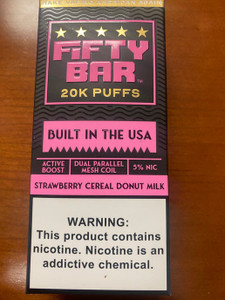 FiFTY
BAR
20K PUFFS
BUILT IN THE USA
ACTIVE BOOST
DUAL PARALLEL MESH COIL
5% NIC
STRAWBERRY CEREAL DONUT MILK
WARNING:
This product contains
nicotine. Nicotine is an
addictive chemical.